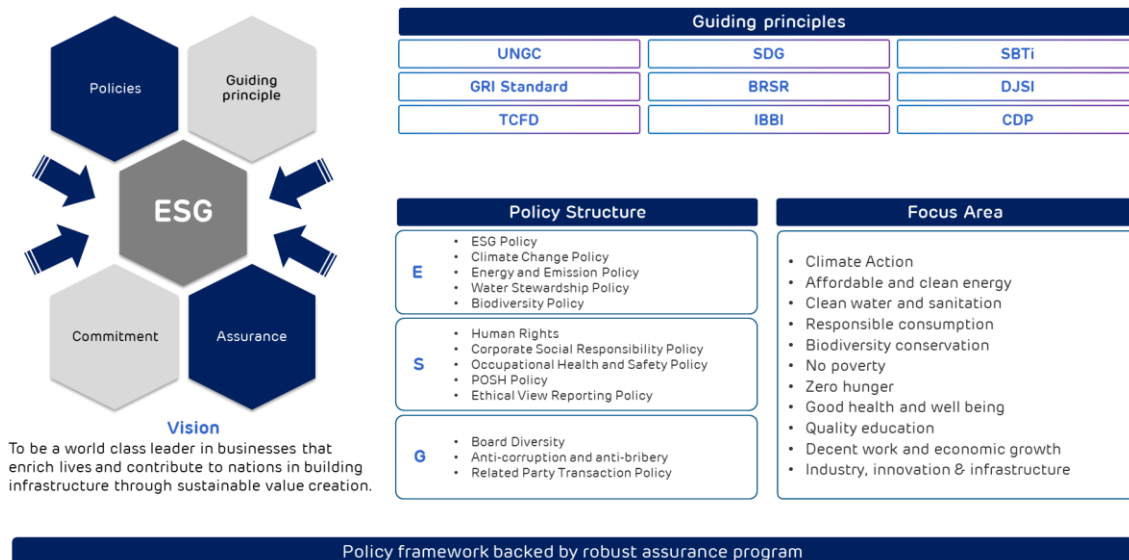 Policies
Guiding
principle
ESG
Commitment
Assurance
Vision
To be a world class leader in businesses that
enrich lives and contribute to nations in building
infrastructure through sustainable value creation.
Guiding principles
UNGC
SDG
SBTi
GRI Standard
BRSR
DJSI
TCFD
IBBI
CDP
Policy Structure
E
• ESG Policy
• Climate Change Policy
• Energy and Emission Policy
• Water Stewardship Policy
• Biodiversity Policy
S
• Human Rights
• Corporate Social Responsibility Policy
• Occupational Health and Safety Policy
• POSH Policy
• Ethical View Reporting Policy
G
• Board Diversity
• Anti-corruption and anti-bribery
• Related Party Transaction Policy
Focus Area
• Climate Action
• Affordable and clean energy
• Clean water and sanitation
• Responsible consumption
• Biodiversity conservation
• No poverty
• Zero hunger
• Good health and well being
• Quality education
• Decent work and economic growth
• Industry, innovation & infrastructure
Policy framework backed by robust assurance program